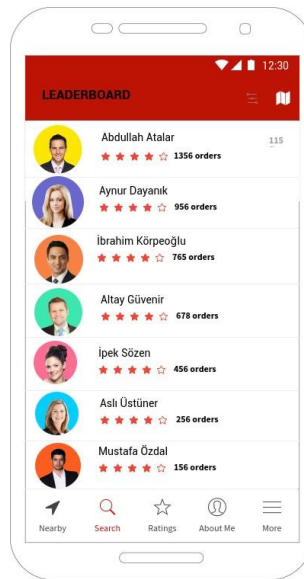 12:30
LEADERBOARD
Abdullah Atalar
115
1356 orders
Aynur Dayanık
956 orders
İbrahim Körpeoğlu
765 orders
Altay Güvenir
678 orders
İpek Sözen
456 orders
Aslı Üstüner
256 orders
Mustafa Özdal
156 orders
Nearby Search Ratings About Me More